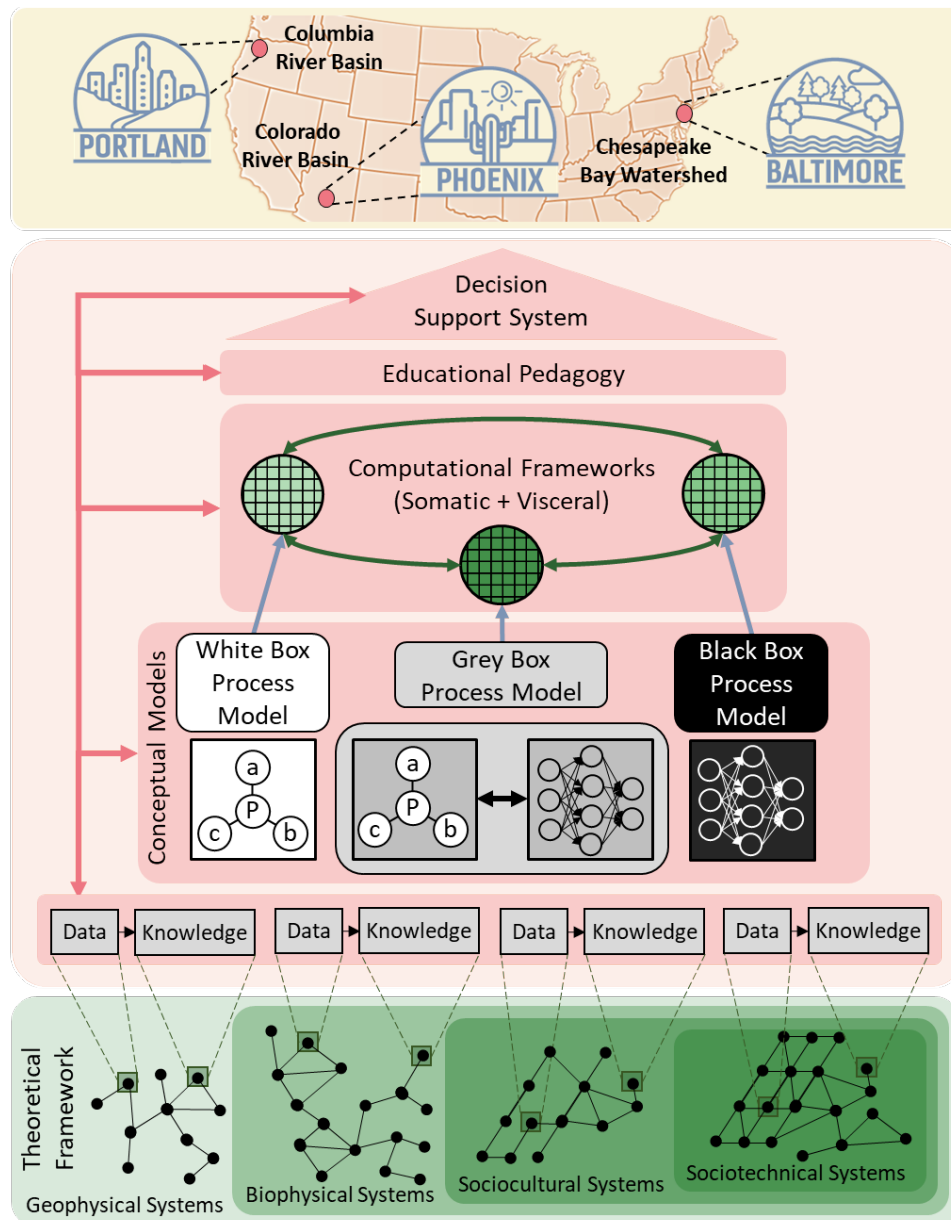 Columbia
River Basin
PORTLAND
Colorado
River Basin
PHOENIX
Chesapeake
Bay Watershed
BALTIMORE
Decision
Support System
Educational Pedagogy
Computational Frameworks
(Somatic + Visceral)
Conceptual Models
White Box
Process
Model
Grey Box
Process Model
Black Box
Process
Model
a
P
c
b
a
P
c
b
Data
Knowledge
Data
Knowledge
Data
Knowledge
Data
Knowledge
Theoretical
Framework
Geophysical Systems
Biophysical Systems
Sociocultural Systems
Sociotechnical Systems